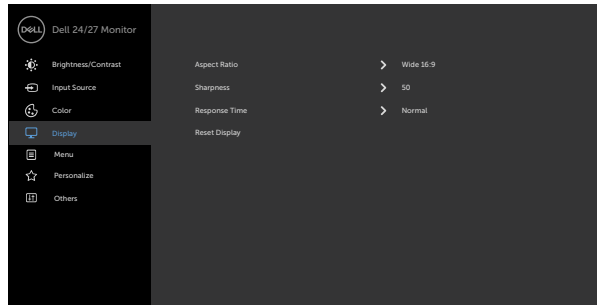 DELL Dell 24/27 Monitor
Brightness/Contrast
Aspect Ratio Wide 16:9
Input Source
Sharpness 50
Color
Response Time Normal
Display
Reset Display
Menu
Personalize
Others